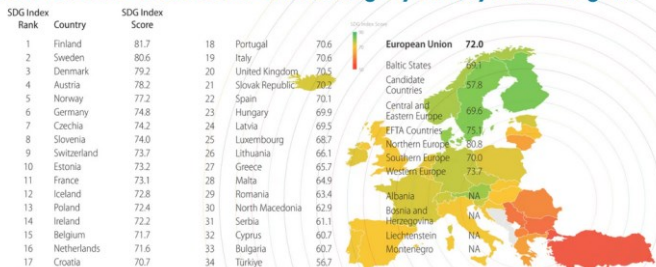 SDG Index Rank Country SDG Index Score
1 Finland 81.7
2 Sweden 80.6
3 Denmark 79.2
4 Austria 78.2
5 Norway 77.2
6 Germany 74.8
7 Czechia 74.2
8 Slovenia 74.0
9 Switzerland 73.7
10 Estonia 73.2
11 France 73.1
12 Iceland 72.8
13 Poland 72.4
14 Ireland 72.2
15 Belgium 71.7
16 Netherlands 71.6
17 Croatia 70.7
18 Portugal 70.6
19 Italy 70.6
20 United Kingdom 70.5
21 Slovak Republic 70.2
22 Spain 70.1
23 Hungary 69.9
24 Latvia 69.5
25 Luxembourg 68.7
26 Lithuania 66.1
27 Greece 65.7
28 Malta 64.9
29 Romania 63.4
30 North Macedonia 62.9
31 Serbia 61.1
32 Cyprus 60.7
33 Bulgaria 60.7
34 Türkiye 56.7
SDG Index Score
European Union 72.0
Baltic States 69.1
Candidate
Countries 57.8
Central and
Eastern Europe 69.6
EFTA Countries 75.1
Northern Europe 80.8
Southern Europe 70.0
Western Europe 73.7
Albania NA
Bosnia and
Herzegovina NA
Liechtenstein NA
Montenegro NA